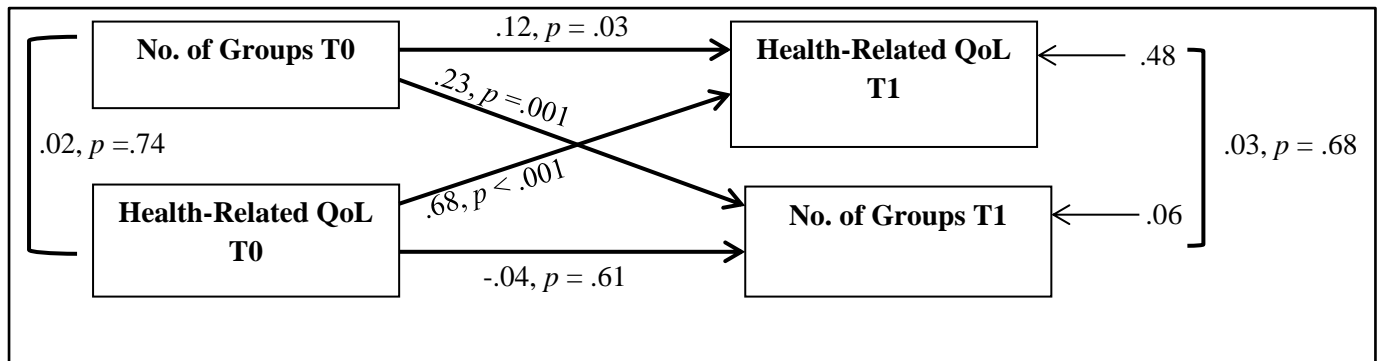 .12, p = .03
No. of Groups T0
Health-Related QoL
T1
.48
.23, p =.001
.02, p =.74
.03, p = .68
.68, p < .001
Health-Related QoL
T0
No. of Groups T1
.06
-.04, p = .61